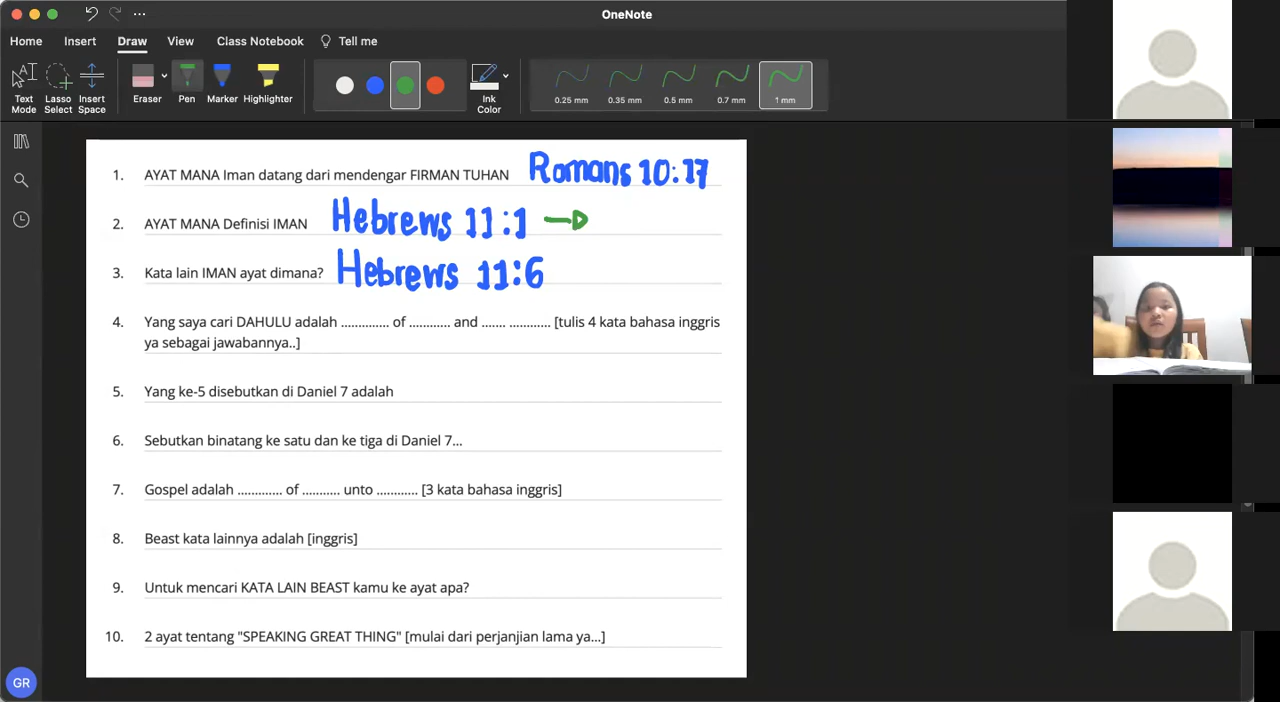 OneNote
Home Insert Draw View Class Notebook Tell me
Text Mode Lasso Select Insert Space Eraser Pen Marker Highlighter Ink Color 0.25 mm 0.35 mm 0.5 mm 0.7 mm 1 mm
1. AYAT MANA Iman datang dari mendengar FIRMAN TUHAN Romans 10:17
2. AYAT MANA Definisi IMAN Hebrews 11:1
3. Kata lain IMAN ayat dimana? Hebrews 11:6
4. Yang saya cari DAHULU adalah .............. of ............ and ....... ............ [tulis 4 kata bahasa inggris
ya sebagai jawabannya..]
5. Yang ke-5 disebutkan di Daniel 7 adalah
6. Sebutkan binatang ke satu dan ke tiga di Daniel 7...
7. Gospel adalah ............. of ........... unto ............ [3 kata bahasa inggris]
8. Beast kata lainnya adalah [inggris]
9. Untuk mencari KATA LAIN BEAST kamu ke ayat apa?
10. 2 ayat tentang "SPEAKING GREAT THING" [mulai dari perjanjian lama ya...]
GR